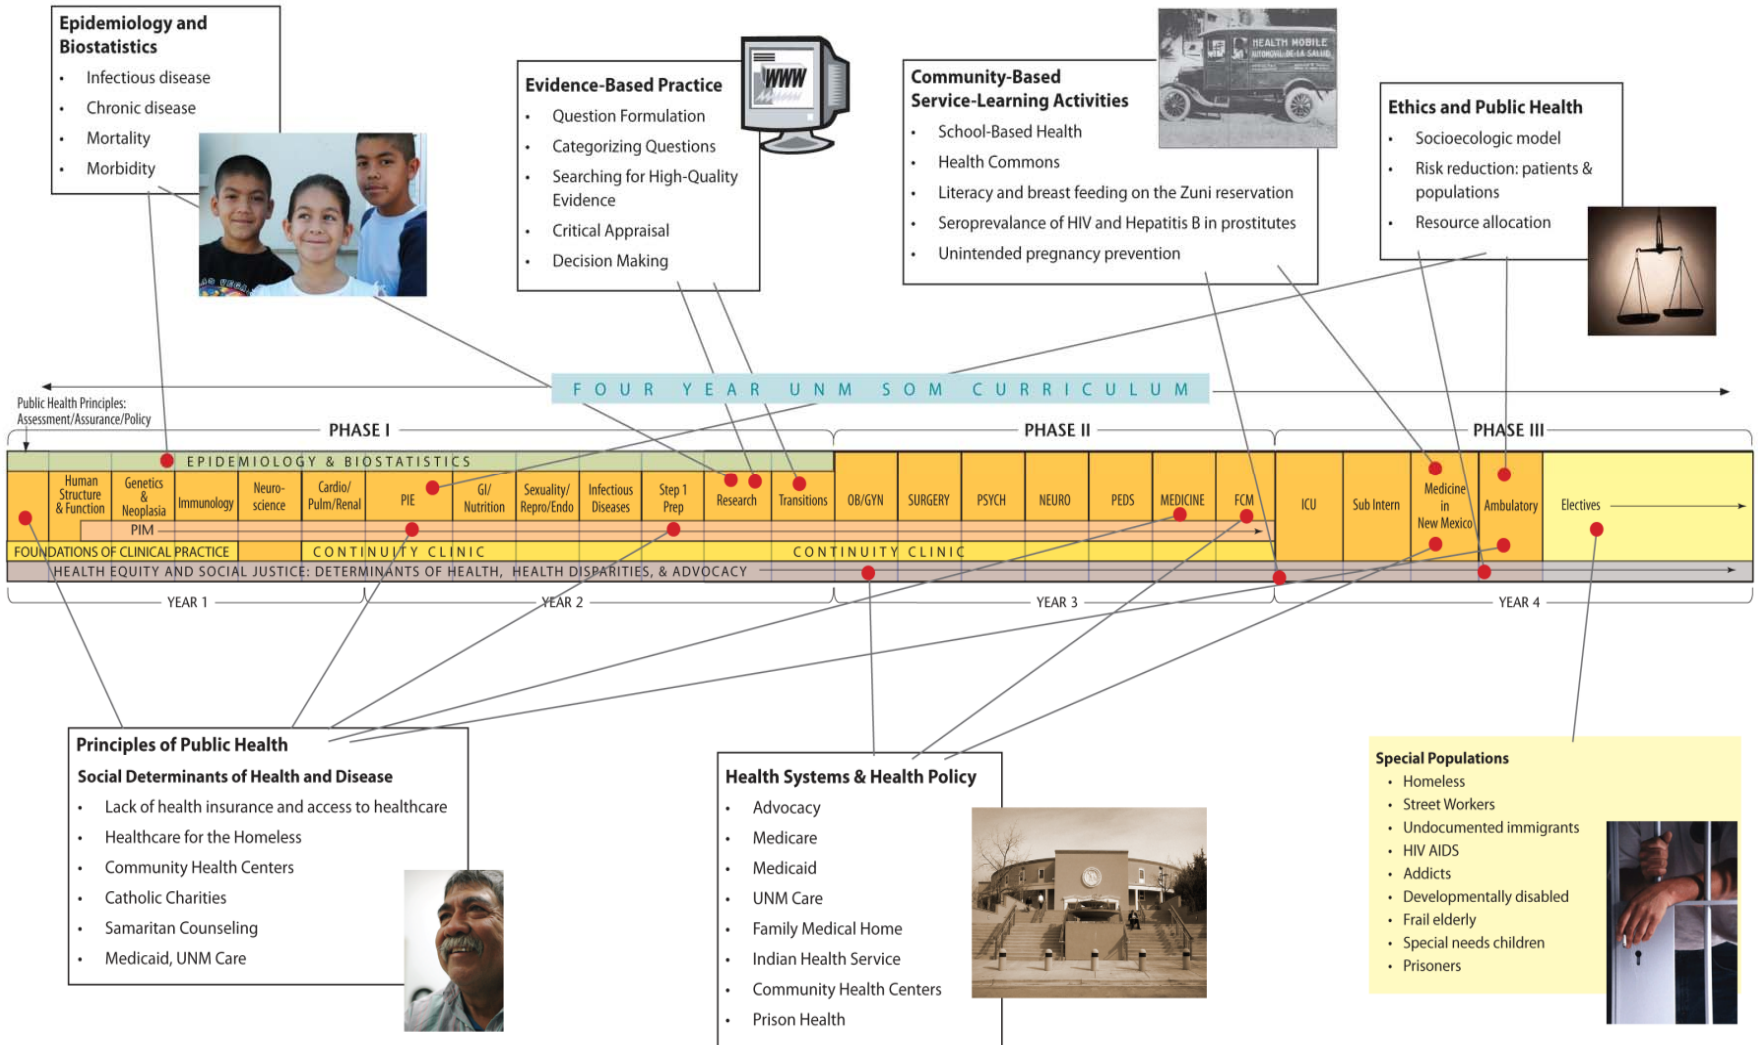 Epidemiology and
Biostatistics
• Infectious disease
• Chronic disease
• Mortality
• Morbidity
Evidence-Based Practice
• Question Formulation
• Categorizing Questions
• Searching for High-Quality
Evidence
• Critical Appraisal
• Decision Making
WWW
Community-Based
Service-Learning Activities
• School-Based Health
• Health Commons
• Literacy and breast feeding on the Zuni reservation
• Seroprevalance of HIV and Hepatitis B in prostitutes
• Unintended pregnancy prevention
HEALTH MOBILE
AUTOMOVIL DE LA SALUD
Ethics and Public Health
• Socioecologic model
• Risk reduction: patients &
populations
• Resource allocation
FOUR YEAR UNM SOM CURRICULUM
Public Health Principles:
Assessment/Assurance/Policy
PHASE I
PHASE II
PHASE III
EPIDEMIOLOGY & BIOSTATISTICS
Human
Structure
& Function
Genetics
&
Neoplasia
Immunology
Neuro-
science
Cardio/
Pulm/Renal
PIE
GI/
Nutrition
Sexuality/
Repro/Endo
Infectious
Diseases
Step 1
Prep
Research
Transitions
OB/GYN
SURGERY
PSYCH
NEURO
PEDS
MEDICINE
FCM
ICU
Sub Intern
Medicine
in
New Mexico
Ambulatory
Electives
PIM
FOUNDATIONS OF CLINICAL PRACTICE
CONTINUITY CLINIC
CONTINUITY CLINIC
HEALTH EQUITY AND SOCIAL JUSTICE: DETERMINANTS OF HEALTH, HEALTH DISPARITIES, & ADVOCACY
YEAR 1
YEAR 2
YEAR 3
YEAR 4
Principles of Public Health
Social Determinants of Health and Disease
• Lack of health insurance and access to healthcare
• Healthcare for the Homeless
• Community Health Centers
• Catholic Charities
• Samaritan Counseling
• Medicaid, UNM Care
Health Systems & Health Policy
• Advocacy
• Medicare
• Medicaid
• UNM Care
• Family Medical Home
• Indian Health Service
• Community Health Centers
• Prison Health
Special Populations
• Homeless
• Street Workers
• Undocumented immigrants
• HIV AIDS
• Addicts
• Developmentally disabled
• Frail elderly
• Special needs children
• Prisoners